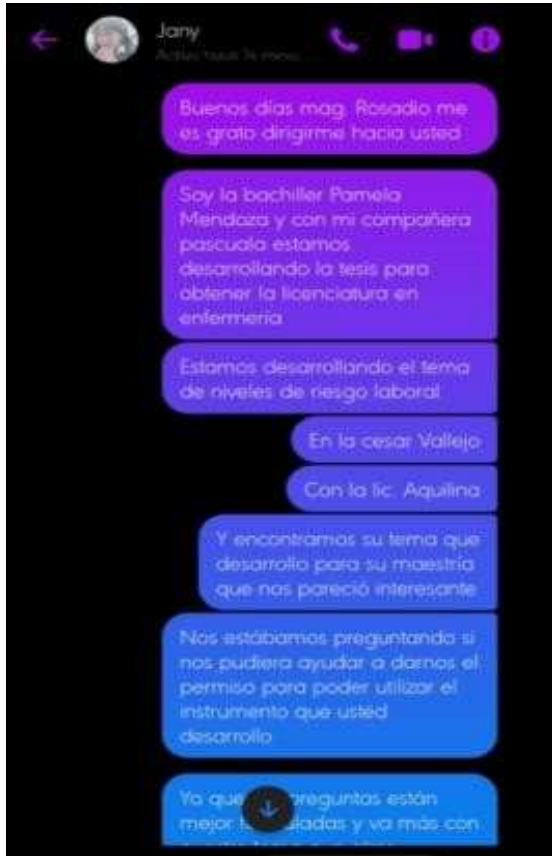 Jany
Buenos días mag. Rosadio me
es grato dirigirme hacia usted
Soy la bachiller Pamela
Mendoza y con mi compañera
pascuala estamos
desarrollando la tesis para
obtener la licenciatura en
enfermería
Estamos desarrollando el tema
de niveles de riesgo laboral
En la cesar Vallejo
Con la lic. Aquilina
Y encontramos su tema que
desarrollo para su maestría
que nos pareció interesante
Nos estábamos preguntando si
nos pudiera ayudar a darnos el
permiso para poder utilizar el
instrumento que usted
desarrollo
Ya que preguntas están
mejor y va más con